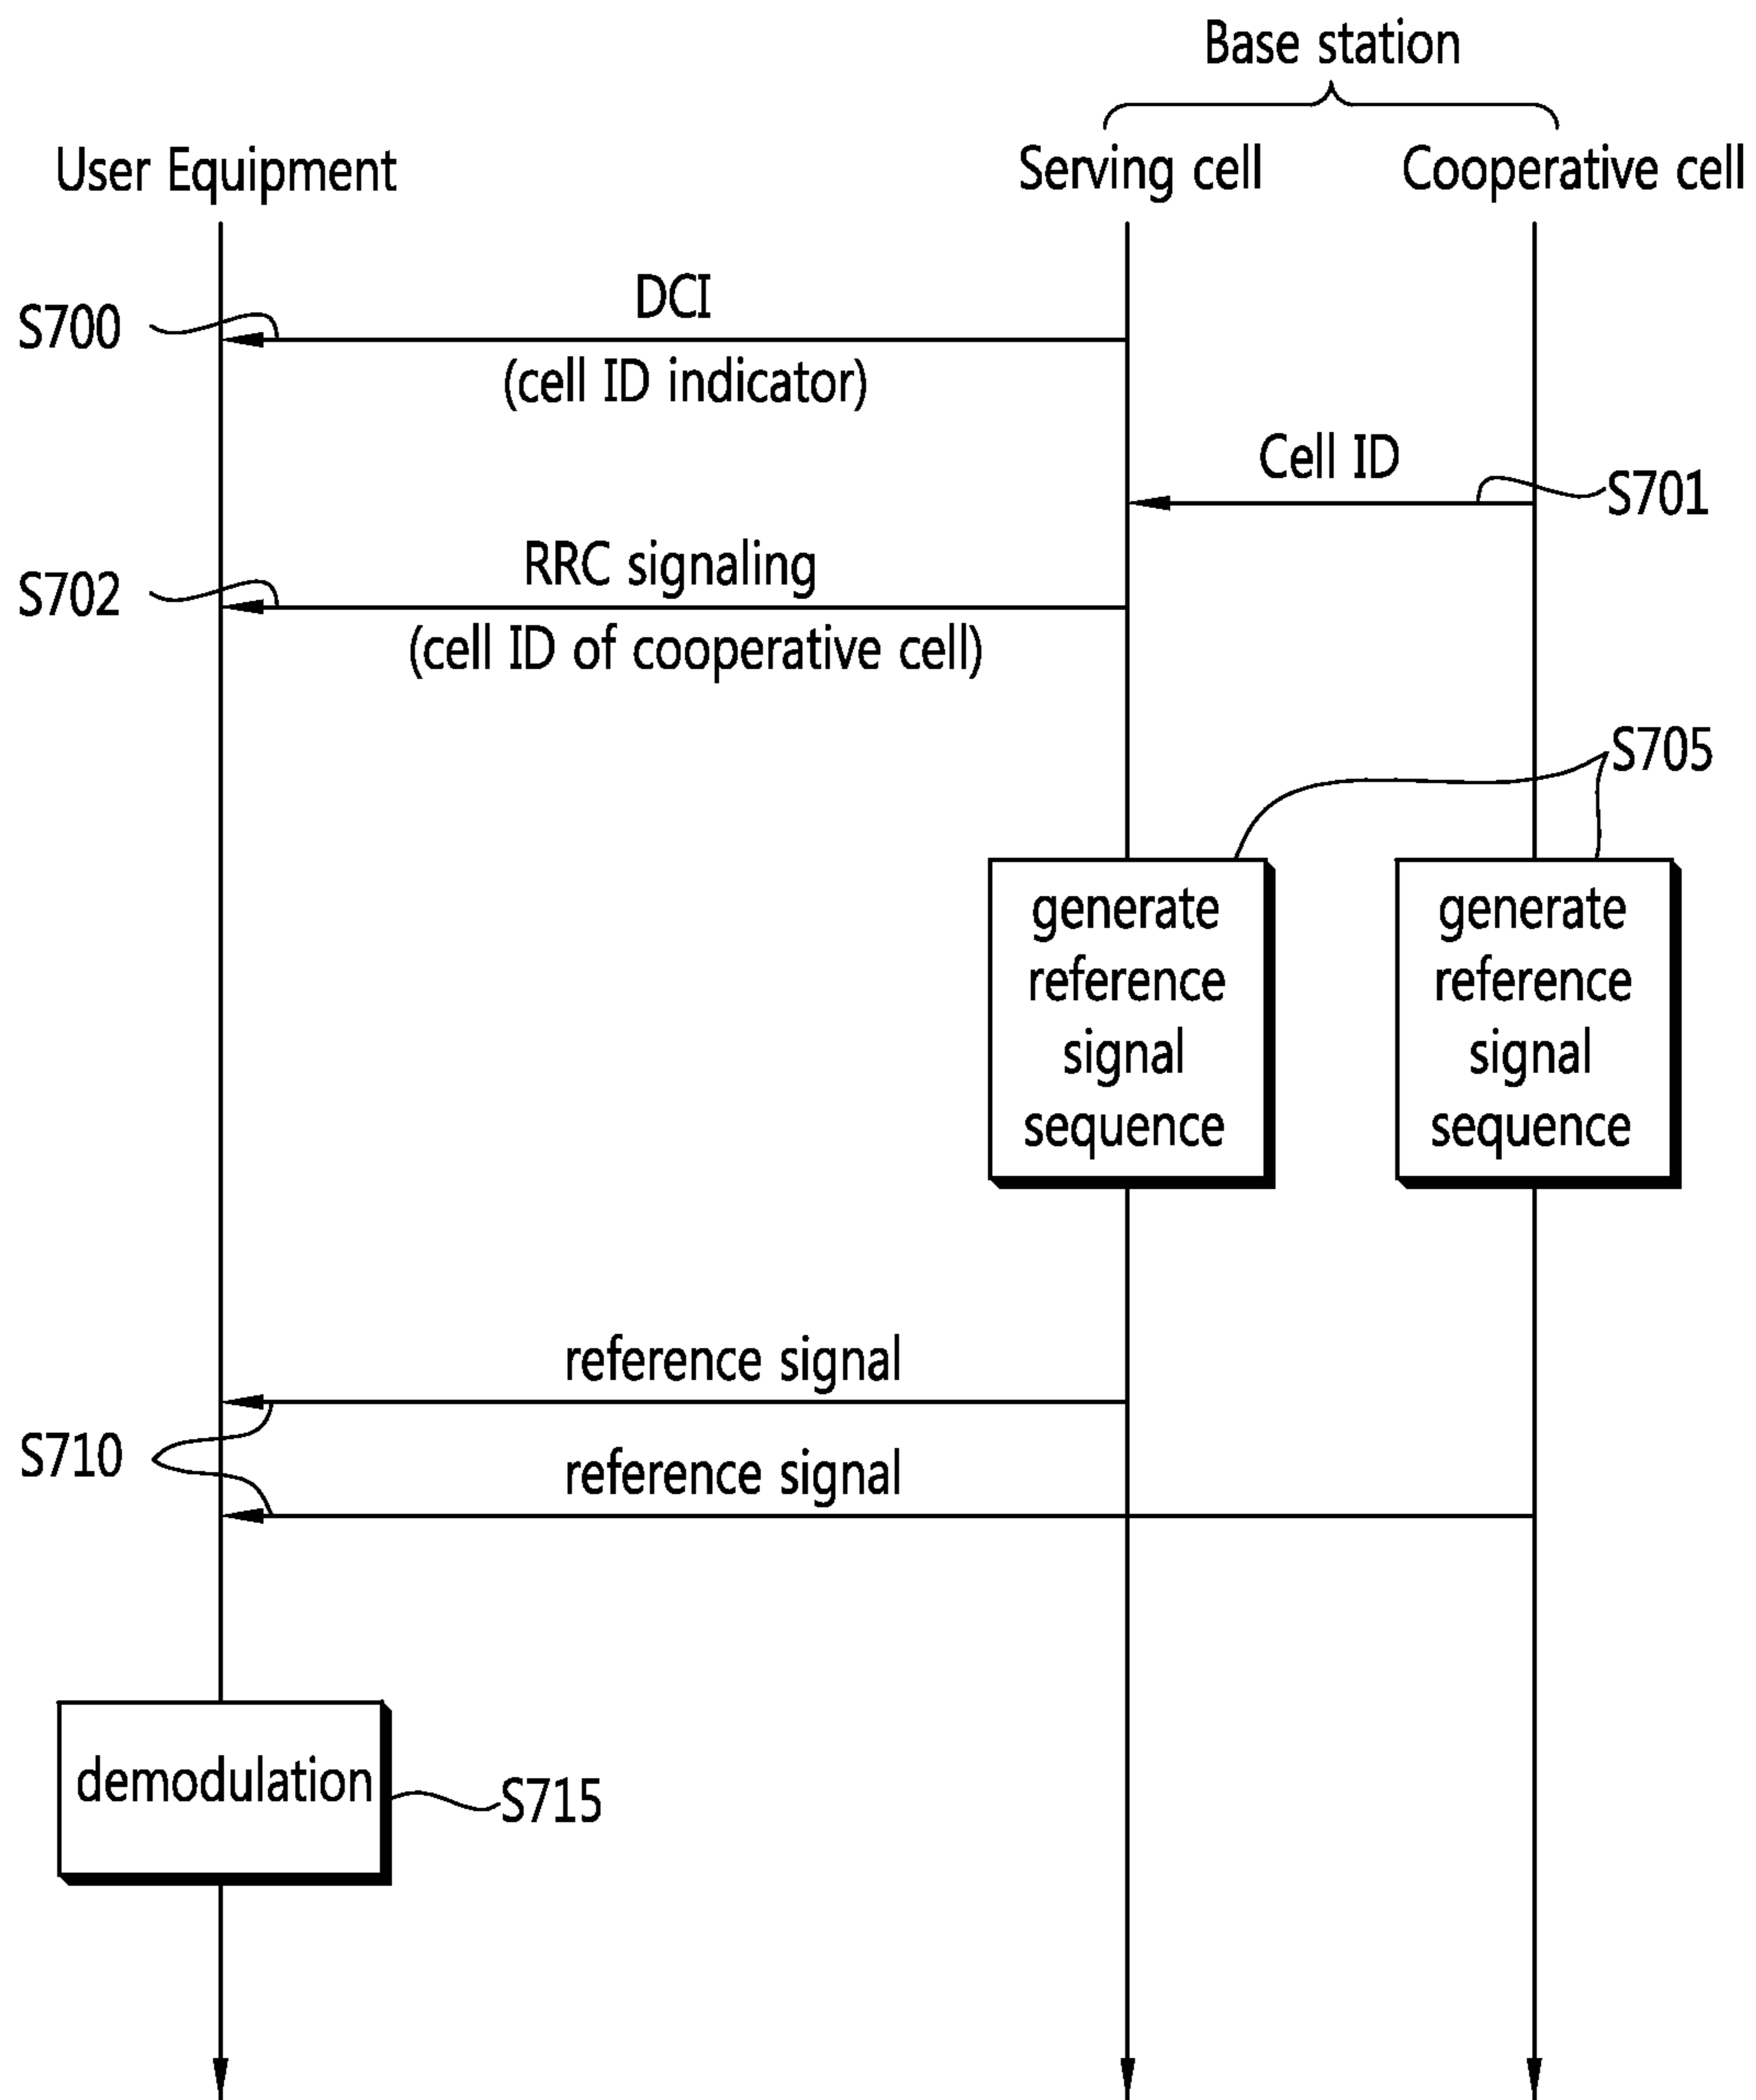 Base station
User Equipment
Serving cell
Cooperative cell
DCI
S700
(cell ID indicator)
Cell ID
S701
RRC signaling
S702
(cell ID of cooperative cell)
S705
generate
reference
signal
sequence
generate
reference
signal
sequence
reference signal
S710
reference signal
demodulation
S715